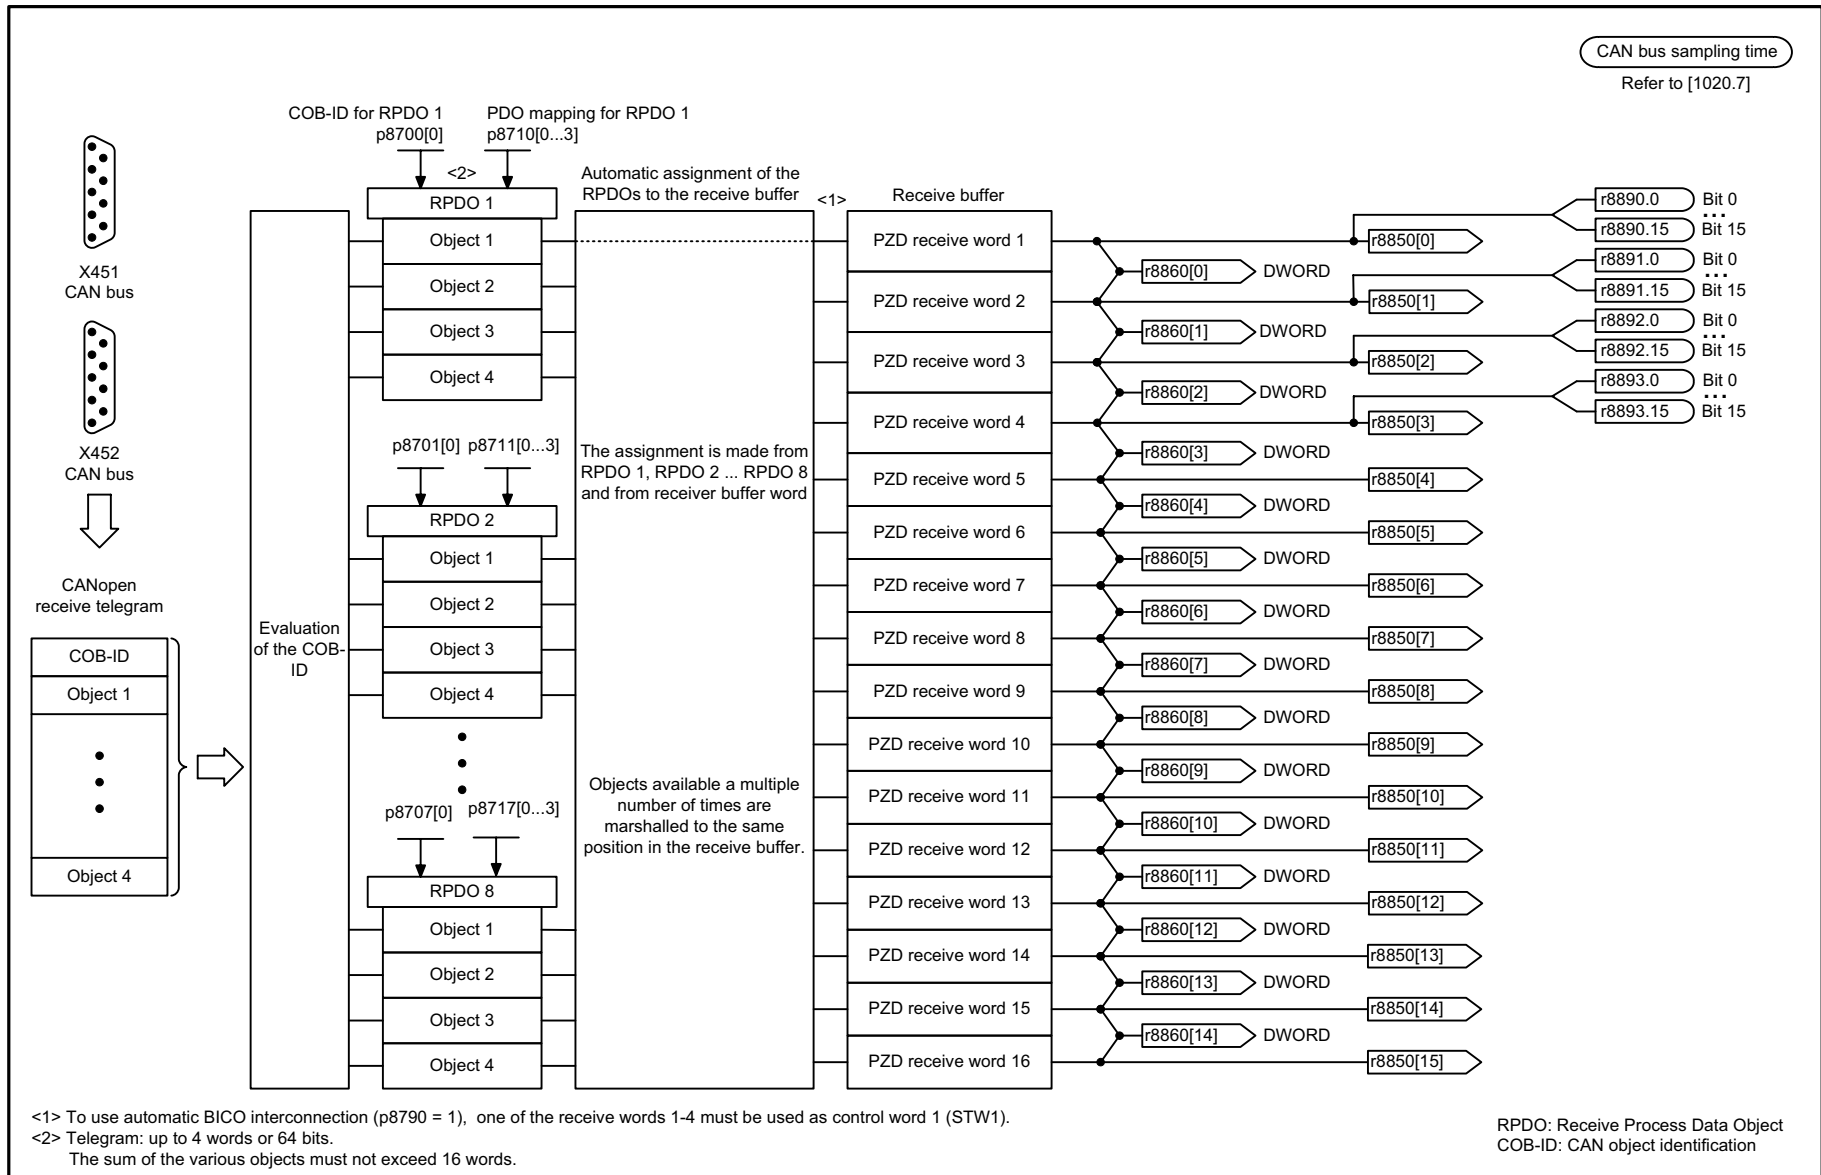 CAN bus sampling time
Refer to [1020.7]
COB-ID for RPDO 1
p8700[0]
PDO mapping for RPDO 1
p8710[0...3]
<2>
X451
CAN bus
X452
CAN bus
CANopen
receive telegram
COB-ID
Object 1
Object 4
Evaluation
of the COB-
ID
RPDO 1
Object 1
Object 2
Object 3
Object 4
p8701[0]
p8711[0...3]
RPDO 2
Object 1
Object 2
Object 3
Object 4
p8707[0]
p8717[0...3]
RPDO 8
Object 1
Object 2
Object 3
Object 4
Automatic assignment of the
RPDOs to the receive buffer
The assignment is made from
RPDO 1, RPDO 2 ... RPDO 8
and from receiver buffer word
Objects available a multiple
number of times are
marshalled to the same
position in the receive buffer.
<1>
Receive buffer
PZD receive word 1
PZD receive word 2
PZD receive word 3
PZD receive word 4
PZD receive word 5
PZD receive word 6
PZD receive word 7
PZD receive word 8
PZD receive word 9
PZD receive word 10
PZD receive word 11
PZD receive word 12
PZD receive word 13
PZD receive word 14
PZD receive word 15
PZD receive word 16
r8860[0] DWORD
r8860[1] DWORD
r8860[2] DWORD
r8860[3] DWORD
r8860[4] DWORD
r8860[5] DWORD
r8860[6] DWORD
r8860[7] DWORD
r8860[8] DWORD
r8860[9] DWORD
r8860[10] DWORD
r8860[11] DWORD
r8860[12] DWORD
r8860[13] DWORD
r8860[14] DWORD
r8850[0]
r8850[1]
r8850[2]
r8850[3]
r8850[4]
r8850[5]
r8850[6]
r8850[7]
r8850[8]
r8850[9]
r8850[10]
r8850[11]
r8850[12]
r8850[13]
r8850[14]
r8850[15]
r8890.0 Bit 0
...
r8890.15 Bit 15
r8891.0 Bit 0
...
r8891.15 Bit 15
r8892.0 Bit 0
...
r8892.15 Bit 15
r8893.0 Bit 0
...
r8893.15 Bit 15
<1> To use automatic BICO interconnection (p8790 = 1), one of the receive words 1-4 must be used as control word 1 (STW1).
<2> Telegram: up to 4 words or 64 bits.
The sum of the various objects must not exceed 16 words.
RPDO: Receive Process Data Object
COB-ID: CAN object identification